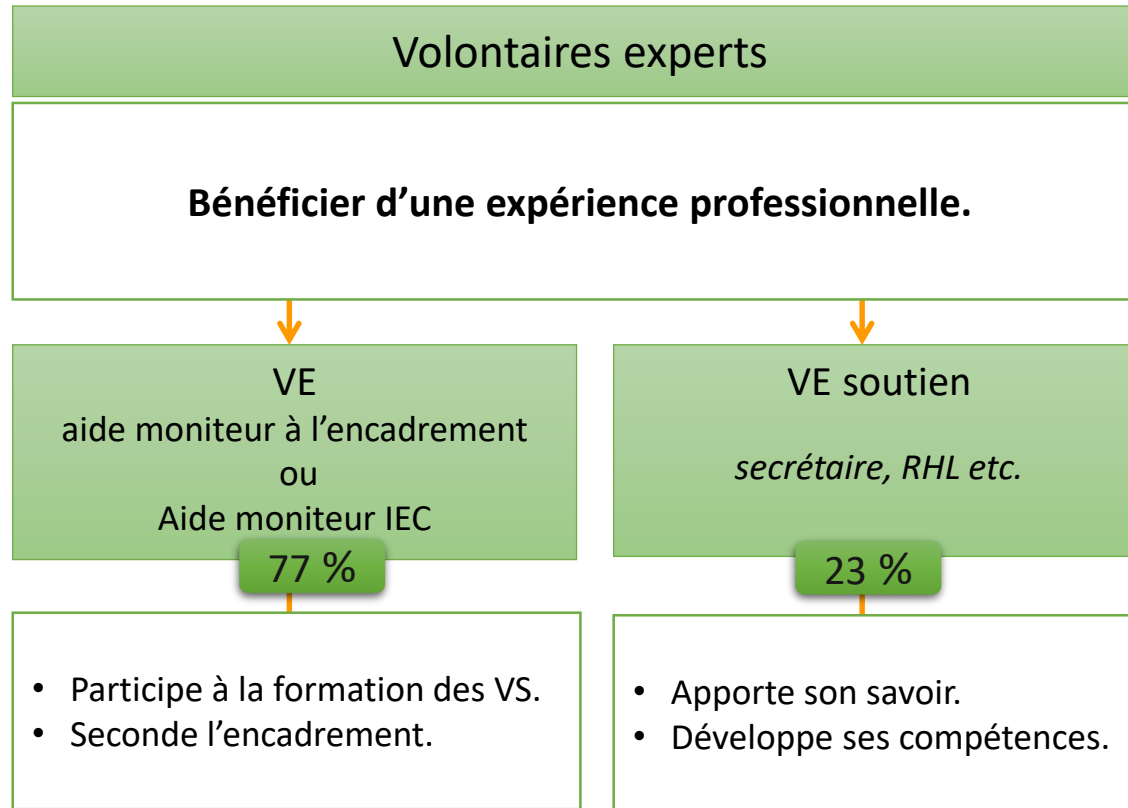 Volontaires experts
Bénéficier d’une expérience professionnelle.
VE
aide moniteur à l’encadrement
ou
Aide moniteur IEC
77 %
• Participe à la formation des VS.
• Seconde l’encadrement.
VE soutien
secrétaire, RHL etc.
23 %
• Apporte son savoir.
• Développe ses compétences.